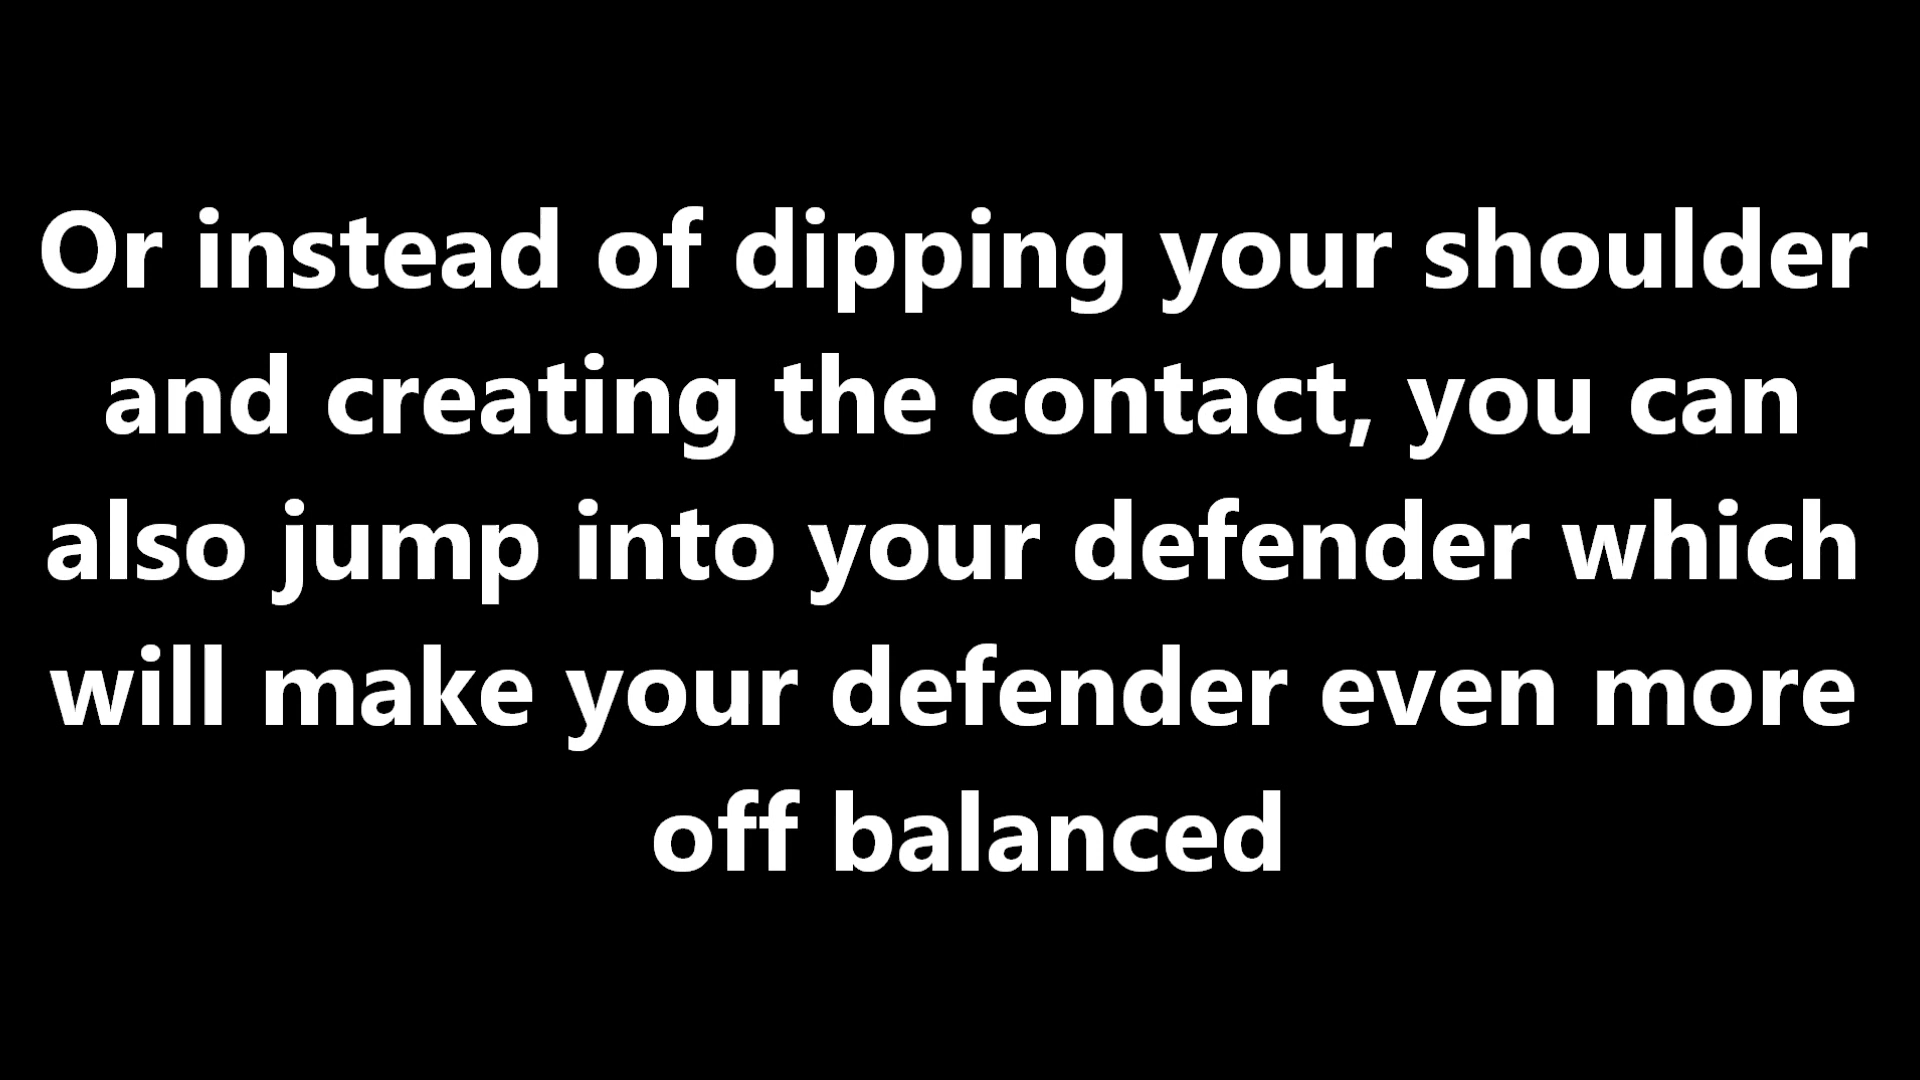 Or instead of dipping your shoulder
and creating the contact, you can
also jump into your defender which
will make your defender even more
off balanced